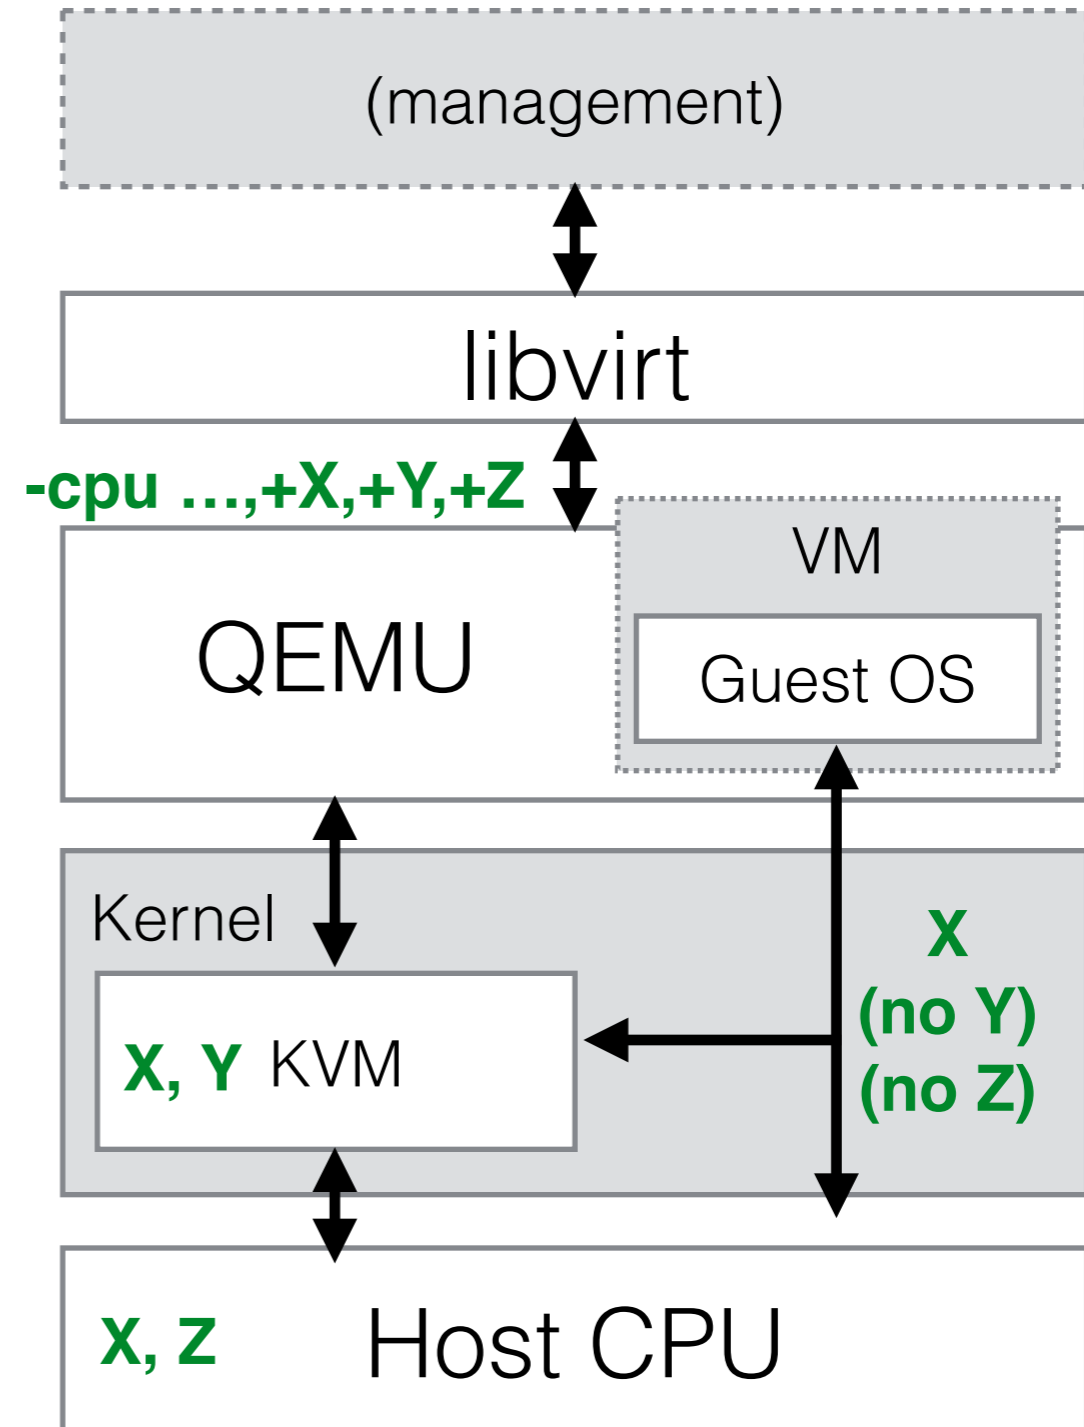 (management)
libvirt
-cpu …,+X,+Y,+Z
VM
QEMU
Guest OS
Kernel
X
(no Y)
(no Z)
X, Y KVM
X, Z Host CPU